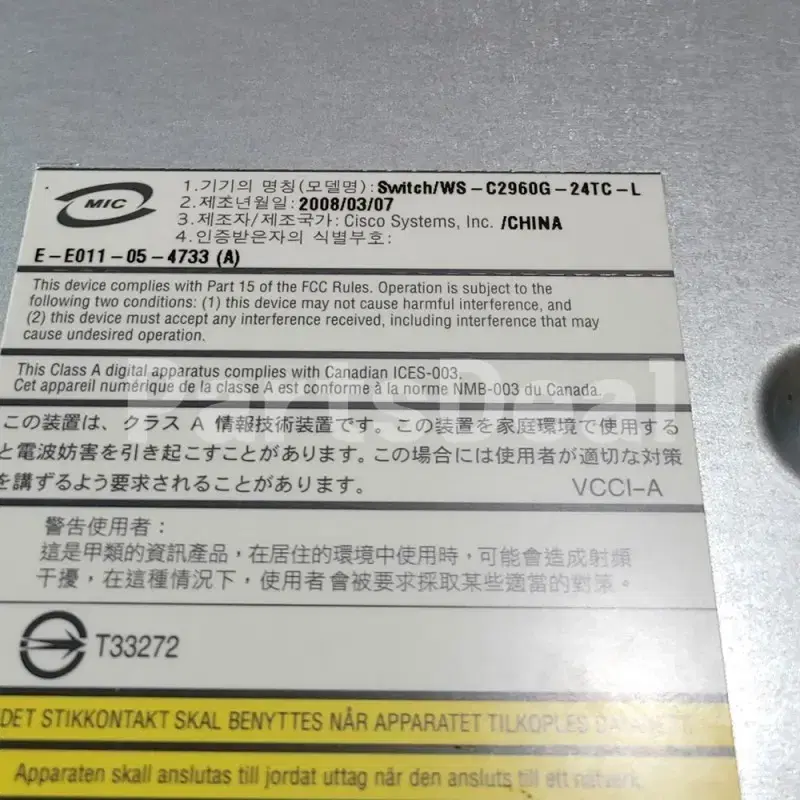 MIC
1.기기의 명칭(모델명):Switch/WS-C2960G-24TC-L
2.제조년월일:2008/03/07
3.제조자/제조국가:Cisco Systems, Inc. /CHINA
4.인증받은자의 식별부호:
E-E011-05-4733 (A)
This device complies with Part 15 of the FCC Rules. Operation is subject to the
following two conditions: (1) this device may not cause harmful interference, and
(2) this device must accept any interference received, including interference that may
cause undesired operation.
This Class A digital apparatus complies with Canadian ICES-003.
Cet appareil numérique de la classe A est conforme à la norme NMB-003 du Canada.
PartsDeal
この装置は、クラス A 情報技術装置です。この装置を家庭環境で使用する
と電波妨害を引き起こすことがあります。この場合には使用者が適切な対策
を講ずるよう要求されることがあります。 VCCI-A
警告使用者：
這是甲類的資訊產品，在居住的環境中使用時，可能會造成射頻
干擾，在這種情況下，使用者會被要求採取某些適當的對策。
T33272
DET STIKKONTAKT SKAL BENYTTES NÅR APPARATET TILKOPLES
Apparaten skall anslutas till jordat uttag när den ansluts till ett nätverk.